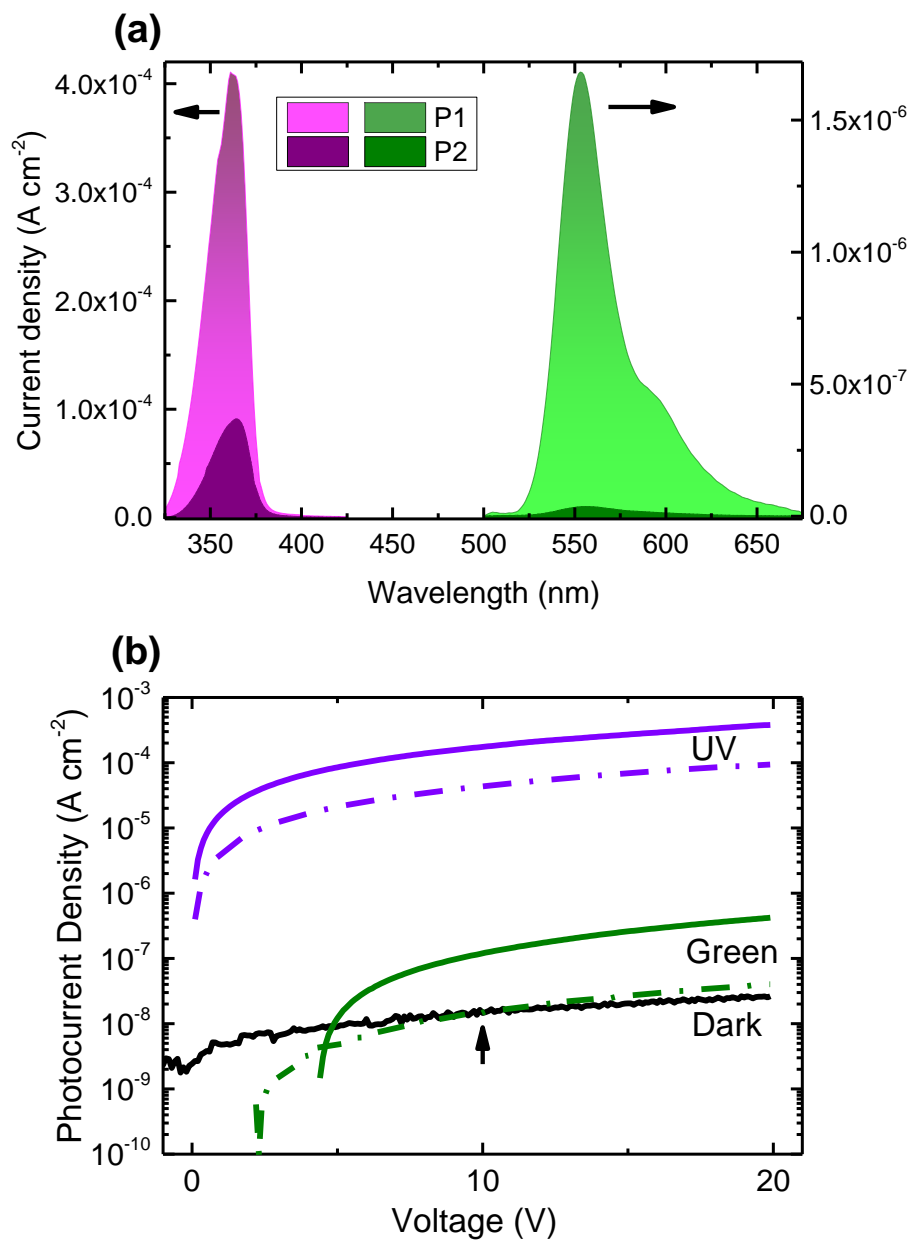 (a)
4.0x10⁻⁴
3.0x10⁻⁴
2.0x10⁻⁴
1.0x10⁻⁴
0.0
Current density (A cm⁻²)
P1
P2
1.5x10⁻⁶
1.0x10⁻⁶
5.0x10⁻⁷
0.0
350 400 450 500 550 600 650
Wavelength (nm)
(b)
10⁻³
10⁻⁴
10⁻⁵
10⁻⁶
10⁻⁷
10⁻⁸
10⁻⁹
10⁻¹⁰
Photocurrent Density (A cm⁻²)
UV
Green
Dark
0 10 20
Voltage (V)